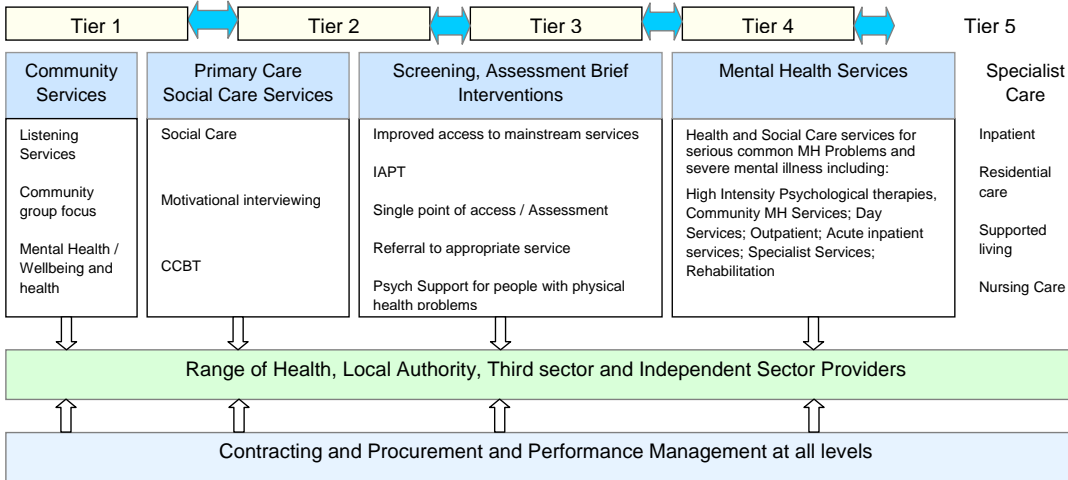 Tier 1
Tier 2
Tier 3
Tier 4
Tier 5
Community
Services
Primary Care
Social Care Services
Screening, Assessment Brief
Interventions
Mental Health Services
Specialist
Care
Listening
Services
Community
group focus
Mental Health /
Wellbeing and
health
Social Care
Motivational interviewing
CCBT
Improved access to mainstream services
IAPT
Single point of access / Assessment
Referral to appropriate service
Psych Support for people with physical
health problems
Health and Social Care services for
serious common MH Problems and
severe mental illness including:
High Intensity Psychological therapies,
Community MH Services; Day
Services; Outpatient; Acute inpatient
services; Specialist Services;
Rehabilitation
Inpatient
Residential
care
Supported
living
Nursing Care
Range of Health, Local Authority, Third sector and Independent Sector Providers
Contracting and Procurement and Performance Management at all levels